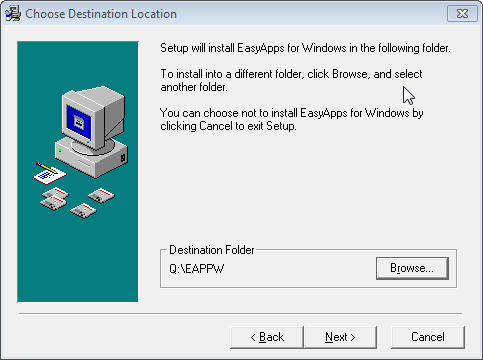 Choose Destination Location
Setup will install EasyApps for Windows in the following folder.
To install into a different folder, click Browse, and select
another folder.
You can choose not to install EasyApps for Windows by
clicking Cancel to exit Setup.
Destination Folder
Q:\EAPPW
Browse...
< Back
Next >
Cancel